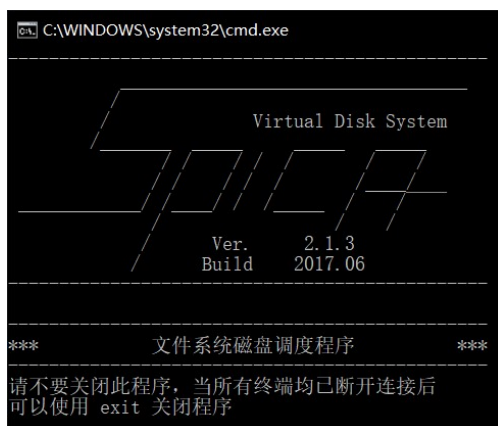 C:\WINDOWS\system32\cmd.exe
Virtual Disk System
SPICA
Ver. 2.1.3
Build 2017.06
*** 文件系统磁盘调度程序 ***
请不要关闭此程序，当所有终端均已断开连接后
可以使用 exit 关闭程序